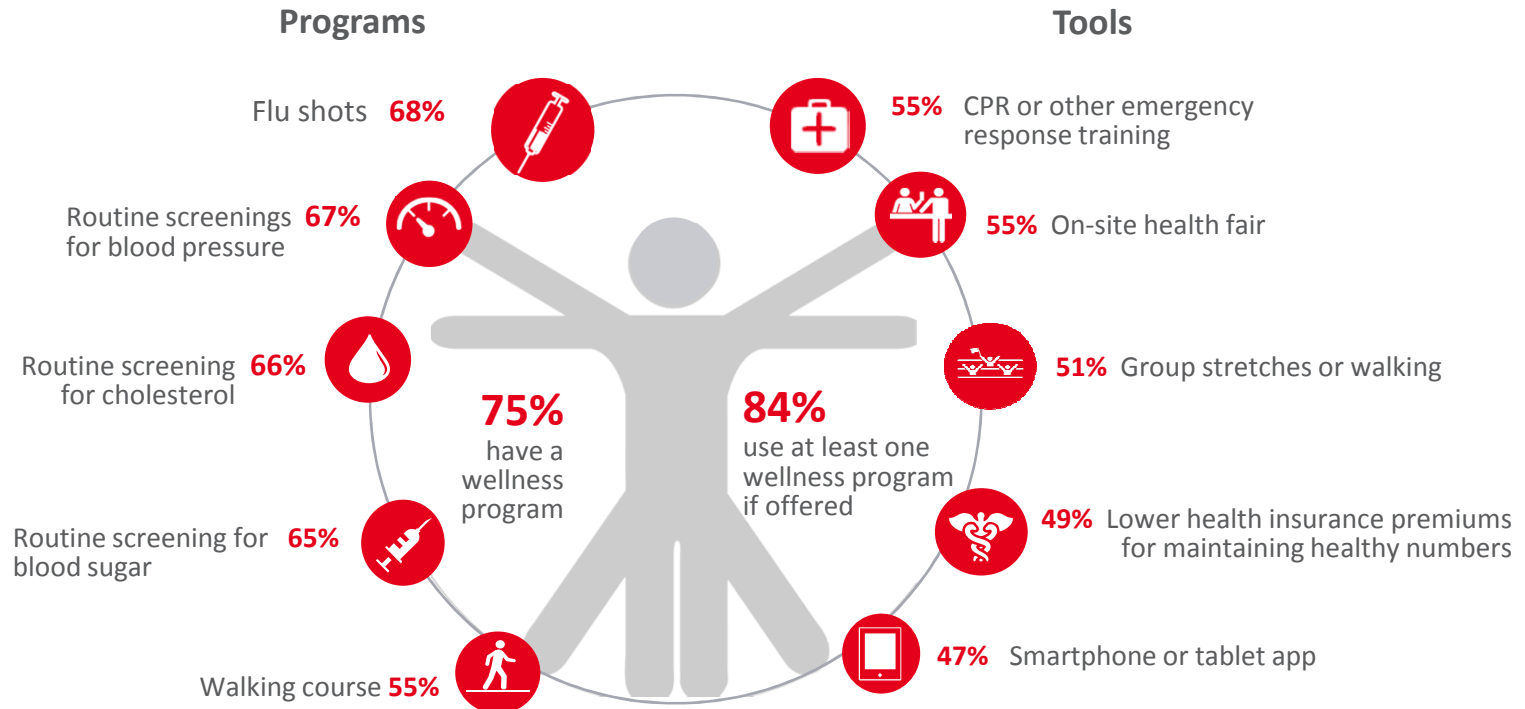 Programs
Flu shots 68%
Routine screenings 67%
for blood pressure
Routine screening 66%
for cholesterol
Routine screening for 65%
blood sugar
Walking course 55%
75%
have a
wellness
program
84%
use at least one
wellness program
if offered
Tools
55% CPR or other emergency
response training
55% On-site health fair
51% Group stretches or walking
49% Lower health insurance premiums
for maintaining healthy numbers
47% Smartphone or tablet app